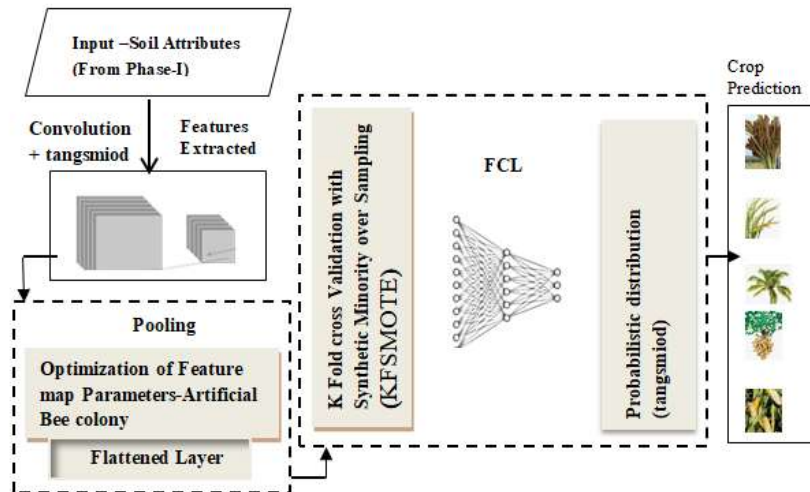 Input –Soil Attributes
(From Phase-I)
Convolution
+ tangsmiod
Features
Extracted
Pooling
Optimization of Feature
map Parameters-Artificial
Bee colony
Flattened Layer
K Fold cross Validation with
Synthetic Minority over Sampling
(KFSMOTE)
FCL
Probabilistic distribution
(tangsmiod)
Crop
Prediction